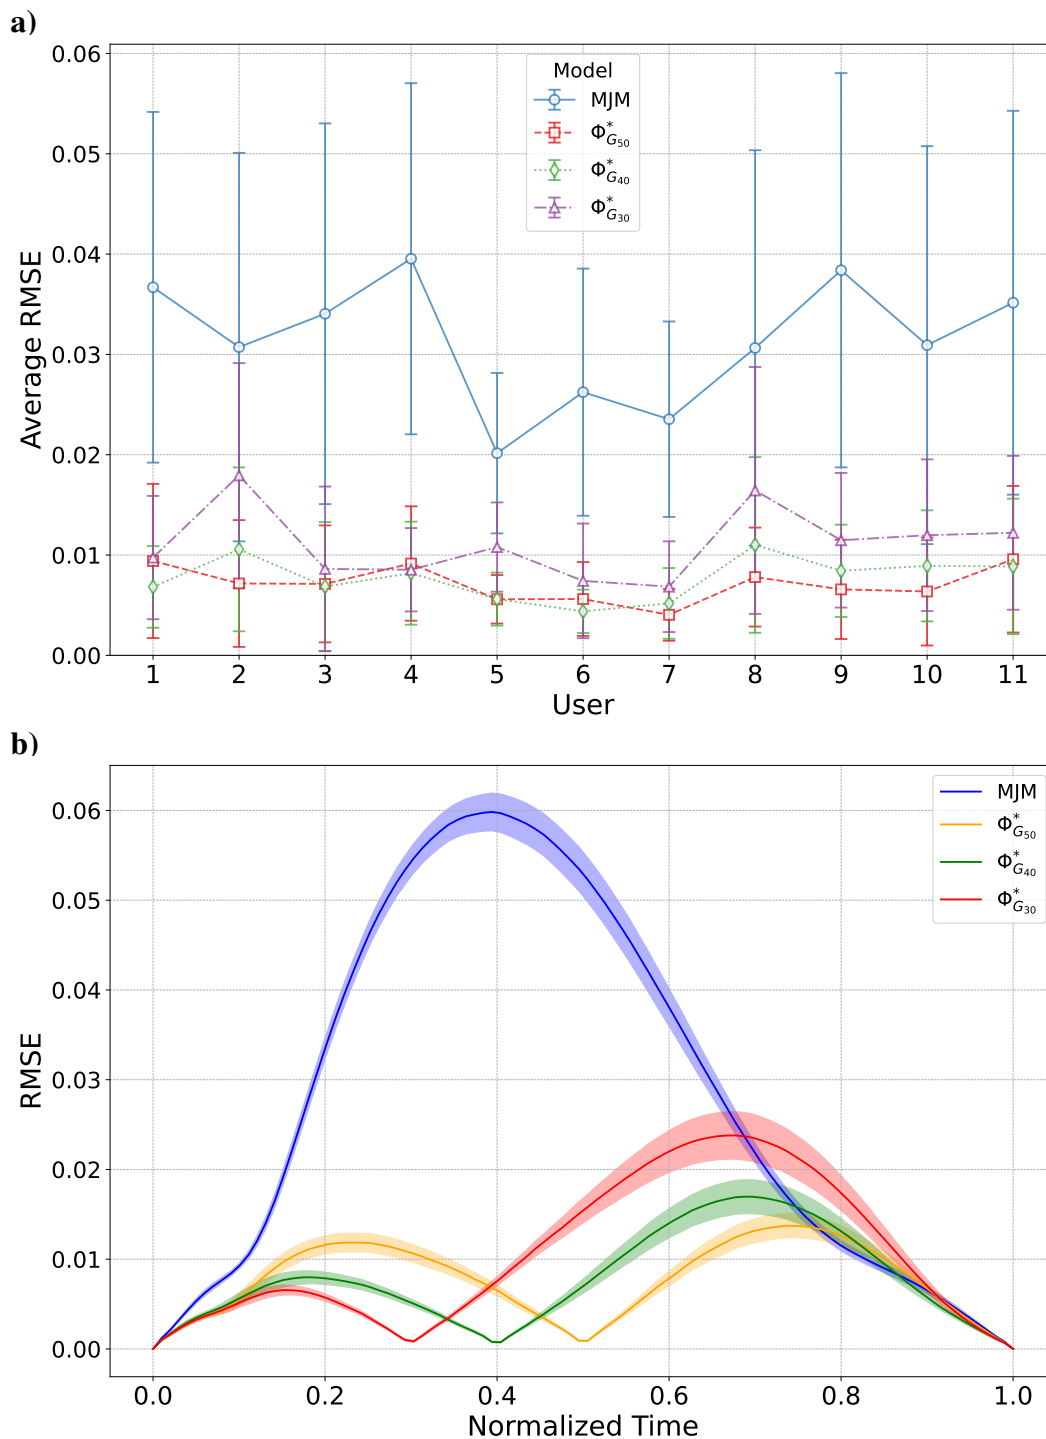 a)
0.06
0.05
0.04
0.03
0.02
0.01
0.00
Average RMSE
Model
MJM
Φ*G50
Φ*G40
Φ*G30
1 2 3 4 5 6 7 8 9 10 11
User
b)
0.06
0.05
0.04
0.03
0.02
0.01
0.00
RMSE
MJM
Φ*G50
Φ*G40
Φ*G30
0.0 0.2 0.4 0.6 0.8 1.0
Normalized Time